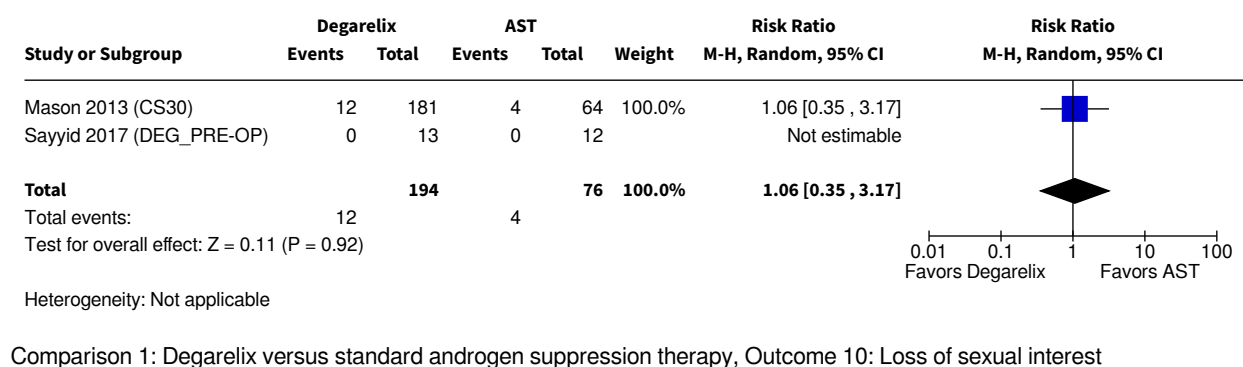 Degarelix AST Risk Ratio Risk Ratio
Study or Subgroup Events Total Events Total Weight M-H, Random, 95% CI M-H, Random, 95% CI
Mason 2013 (CS30) 12 181 4 64 100.0% 1.06 [0.35 , 3.17]
Sayyid 2017 (DEG_PRE-OP) 0 13 0 12 Not estimable
Total 194 76 100.0% 1.06 [0.35 , 3.17]
Total events: 12 4
Test for overall effect: Z = 0.11 (P = 0.92)
0.01 0.1 1 10 100
Favors Degarelix Favors AST
Heterogeneity: Not applicable
Comparison 1: Degarelix versus standard androgen suppression therapy, Outcome 10: Loss of sexual interest